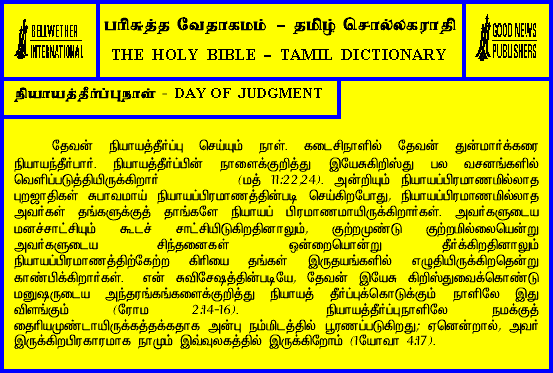 BELLWETHER
INTERNATIONAL
பரிசுத்த வேதாகமம் – தமிழ் சொல்லகராதி
THE HOLY BIBLE – TAMIL DICTIONARY
GOOD NEWS
PUBLISHERS
நியாயத்தீர்ப்புநாள் - DAY OF JUDGMENT
தேவன் நியாயத்தீர்ப்பு செய்யும் நாள். கடைசிநாளில் தேவன் துன்மார்க்கரை
நியாயந்தீர்பார். நியாயத்தீர்ப்பின் நாளைக்குறித்து இயேசுகிறிஸ்து பல வசனங்களில்
வெளிப்படுத்தியிருக்கிறார் (மத் 11:22,24). அன்றியும் நியாயப்பிரமாணமில்லாத
புறஜாதிகள் சுபாவமாய் நியாயப்பிரமாணத்தின்படி செய்கிறபோது, நியாயப்பிரமாணமில்லாத
அவர்கள் தங்களுக்குத் தாங்களே நியாயப் பிரமாணமாயிருக்கிறார்கள். அவர்களுடைய
மனச்சாட்சியும் கூடச் சாட்சியிடுகிறதினாலும், குற்றமுண்டு குற்றமில்லையென்று
அவர்களுடைய சிந்தனைகள் ஒன்றையொன்று தீர்க்கிறதினாலும்
நியாயப்பிரமாணத்திற்கேற்ற கிரியை தங்கள் இருதயங்களில் எழுதியிருக்கிறதென்று
காண்பிக்கிறார்கள். என் சுவிசேஷத்தின்படியே, தேவன் இயேசு கிறிஸ்துவைக்கொண்டு
மனுஷருடைய அந்தரங்கங்களைக்குறித்து நியாயத் தீர்ப்புக்கொடுக்கும் நாளிலே இது
விளங்கும் (ரோம 2:14-16). நியாயத்தீர்ப்புநாளிலே நமக்குத்
தைரியமுண்டாயிருக்கத்தக்கதாக அன்பு நம்மிடத்தில் பூரணப்படுகிறது; ஏனென்றால், அவர்
இருக்கிறபிரகாரமாக நாமும் இவ்வுலகத்தில் இருக்கிறோம் (1யோவா 4:17).